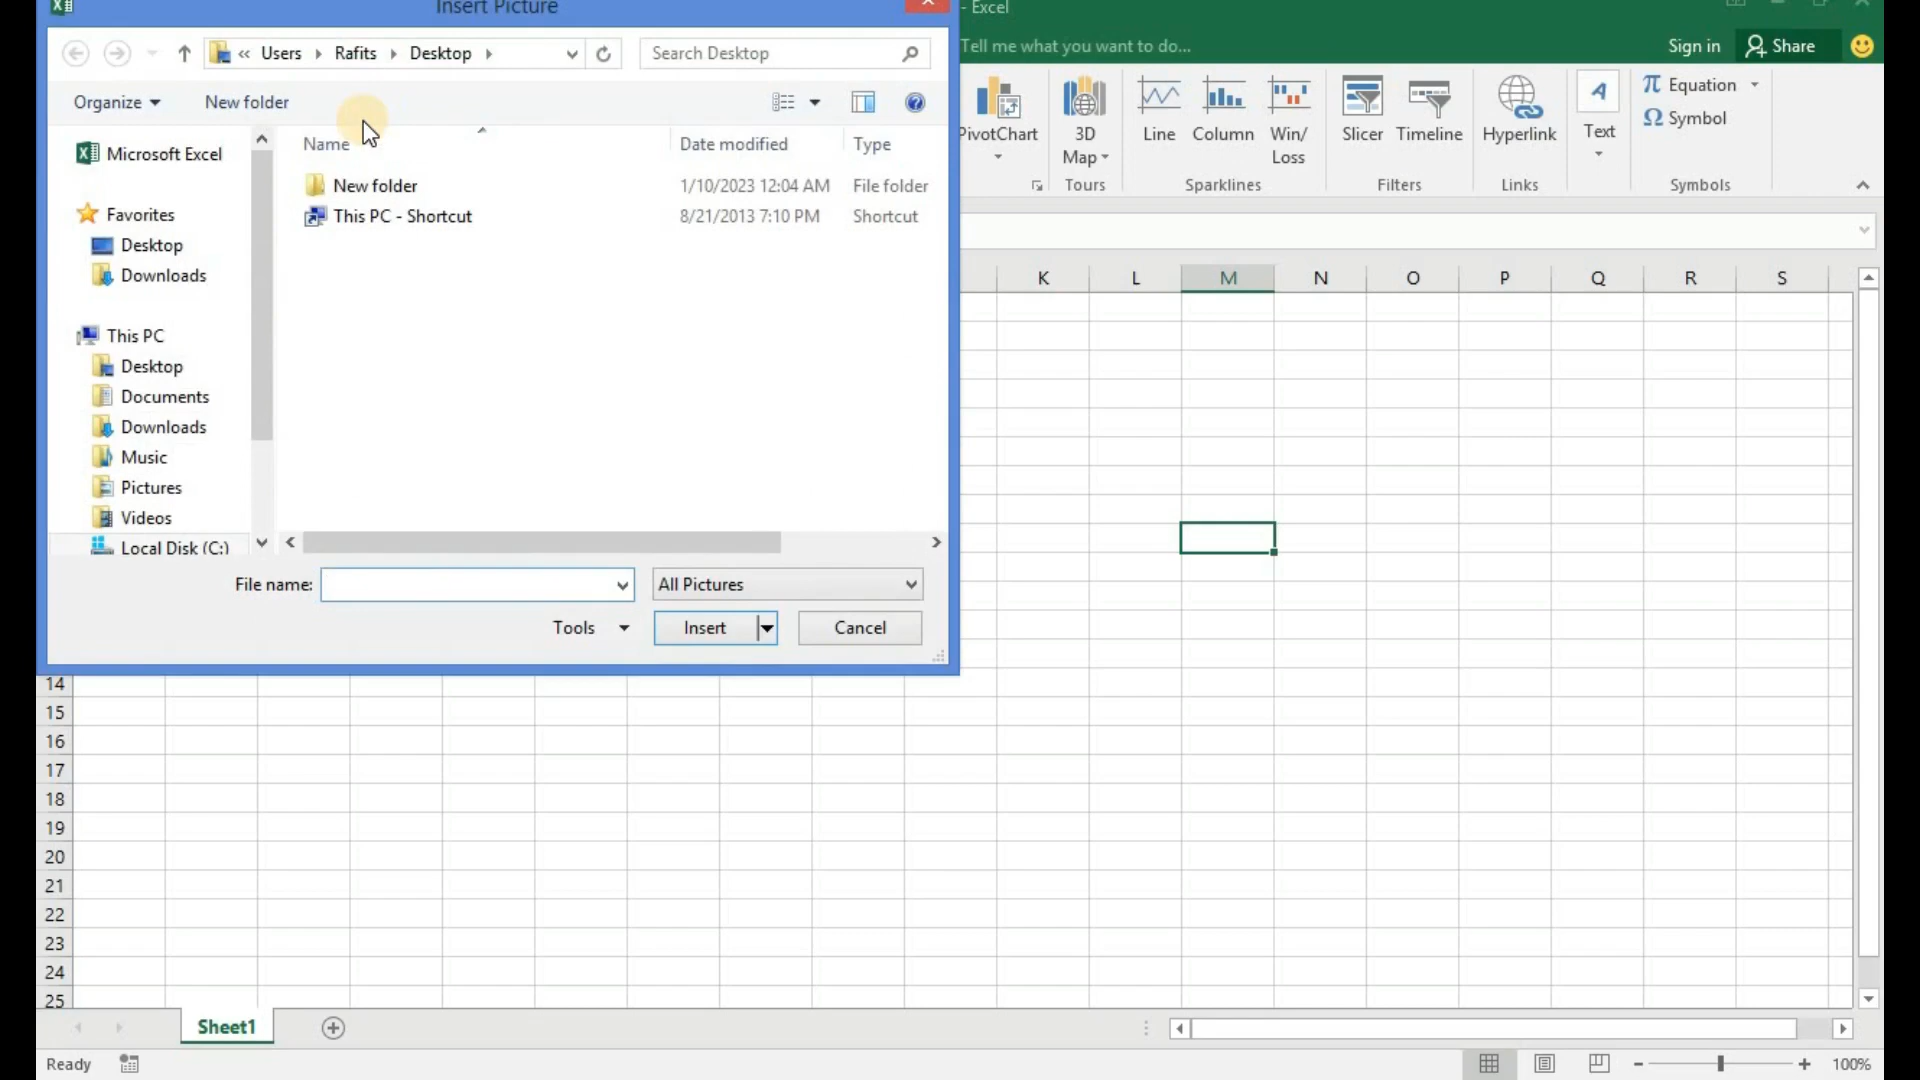 Insert Picture
- Excel
« Users Rafits Desktop
Search Desktop
Tell me what you want to do...
Sign in
Share
Organize
New folder
Name
Date modified
Type
New folder
1/10/2023 12:04 AM
File folder
This PC - Shortcut
8/21/2013 7:10 PM
Shortcut
Microsoft Excel
Favorites
Desktop
Downloads
This PC
Desktop
Documents
Downloads
Music
Pictures
Videos
Local Disk (C:)
File name:
All Pictures
Tools
Insert
Cancel
PivotChart
3D
Map
Tours
Line
Column
Win/
Loss
Sparklines
Slicer
Timeline
Filters
Hyperlink
Links
Text
π Equation
Ω Symbol
Symbols
K L M N O P Q R S
14
15
16
17
18
19
20
21
22
23
24
25
Sheet1
Ready
100%